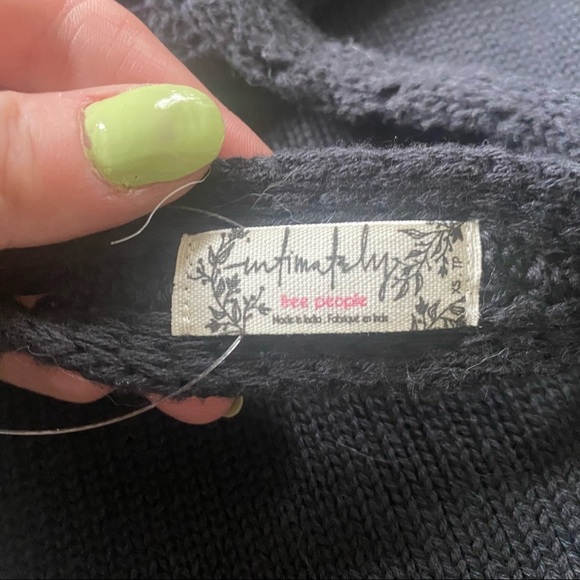 intimately
free people
Made in India . Fabriqué en Inde
XS TP